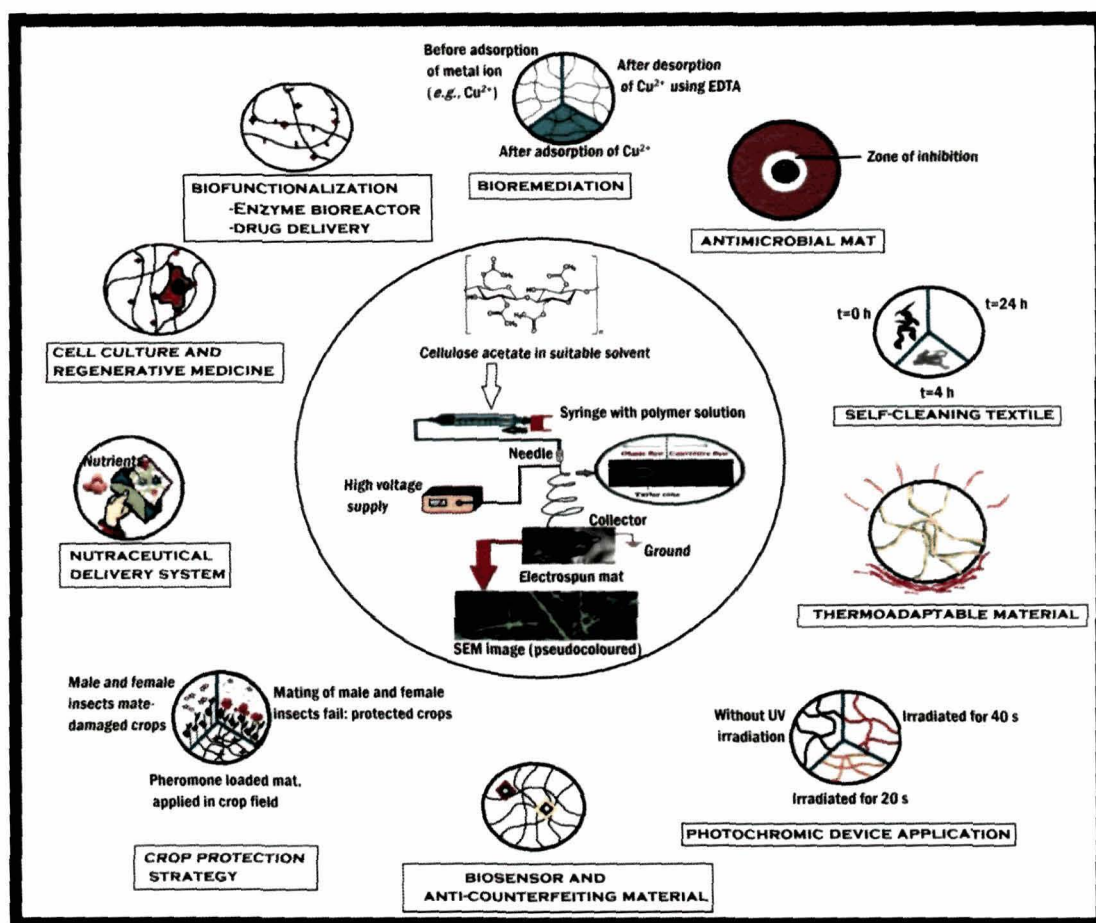 Before adsorption
of metal ion
(e.g., Cu²⁺)
After desorption
of Cu²⁺ using EDTA
After adsorption of Cu²⁺
BIOREMEDIATION
BIOFUNCTIONALIZATION
-ENZYME BIOREACTOR
-DRUG DELIVERY
Zone of inhibition
ANTIMICROBIAL MAT
CELL CULTURE AND
REGENERATIVE MEDICINE
t=0 h
t=24 h
t=4 h
SELF-CLEANING TEXTILE
Cellulose acetate in suitable solvent
Syringe with polymer solution
Needle
Ohmic flow
Convective flow
Taylor cone
High voltage
supply
Collector
Ground
Electrospun mat
SEM image (pseudocoloured)
Nutrients
NUTRACEUTICAL
DELIVERY SYSTEM
THERMOADAPTABLE MATERIAL
Male and female
insects mate-
damaged crops
Mating of male and female
insects fail: protected crops
Pheromone loaded mat,
applied in crop field
CROP PROTECTION
STRATEGY
BIOSENSOR AND
ANTI-COUNTERFEITING MATERIAL
Without UV
irradiation
Irradiated for 40 s
Irradiated for 20 s
PHOTOCHROMIC DEVICE APPLICATION